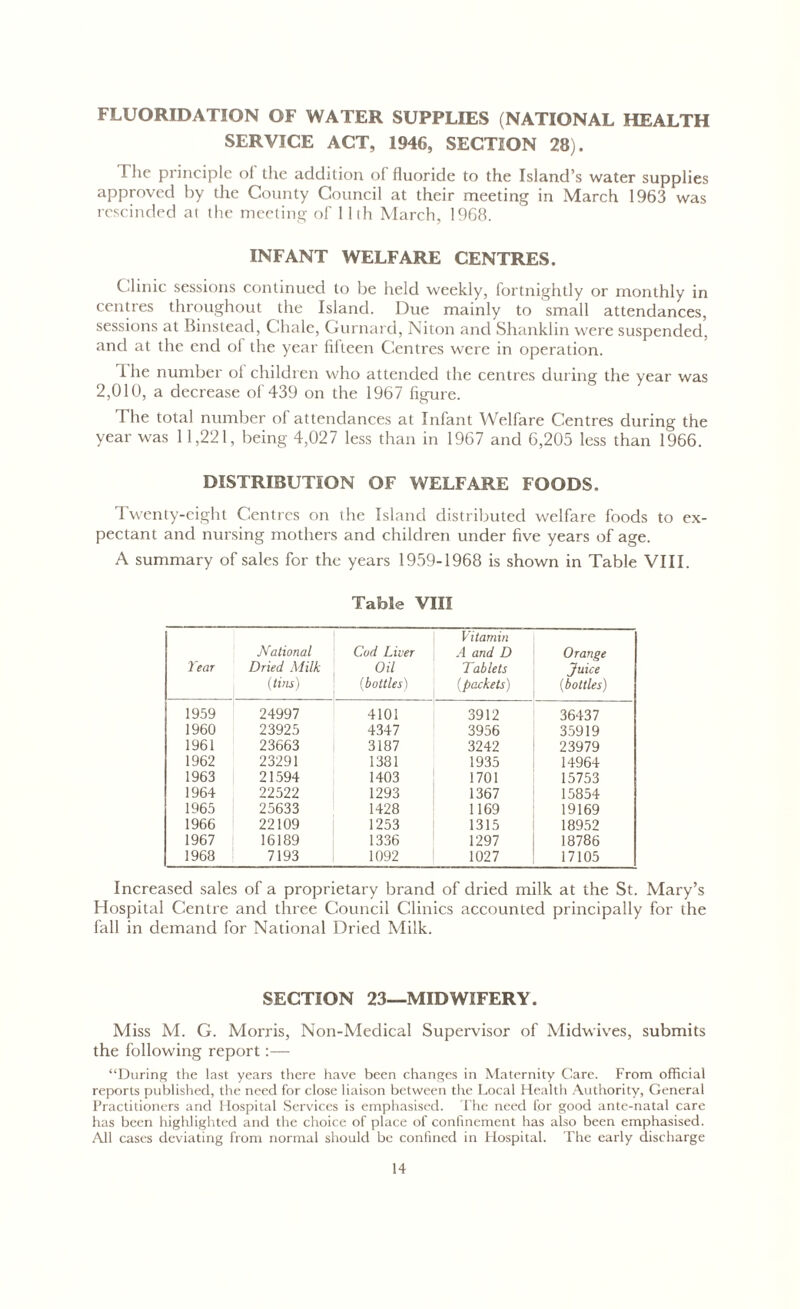 FLUORIDATION OF WATER SUPPLIES (NATIONAL HEALTH
SERVICE ACT, 1946, SECTION 28).
The principle of the addition of fluoride to the Island's water supplies
approved by the County Council at their meeting in March 1963 was
rescinded at the meeting of 11th March, 1968.
INFANT WELFARE CENTRES.
Clinic sessions continued to be held weekly, fortnightly or monthly in
centres throughout the Island. Due mainly to small attendances,
sessions at Binstead, Chale, Gurnard, Niton and Shanklin were suspended,
and at the end of the year fifteen Centres were in operation.
The number of children who attended the centres during the year was
2,010, a decrease of 439 on the 1967 figure.
The total number of attendances at Infant Welfare Centres during the
year was 11,221, being 4,027 less than in 1967 and 6,205 less than 1966.
DISTRIBUTION OF WELFARE FOODS.
Twenty-eight Centres on the Island distributed welfare foods to ex-
pectant and nursing mothers and children under five years of age.
A summary of sales for the years 1959-1968 is shown in Table VIII.
Table VIII
Year National Dried Milk (tins) Cod Liver Oil (bottles) Vitamin A and D Tablets (packets) Orange Juice (bottles)
1959 24997 4101 3912 36437
1960 23925 4347 3956 35919
1961 23663 3187 3242 23979
1962 23291 1381 1935 14964
1963 21594 1403 1701 15753
1964 22522 1293 1367 15854
1965 25633 1428 1169 19169
1966 22109 1253 1315 18952
1967 16189 1336 1297 18786
1968 7193 1092 1027 17105
Increased sales of a proprietary brand of dried milk at the St. Mary's
Hospital Centre and three Council Clinics accounted principally for the
fall in demand for National Dried Milk.
SECTION 23—MIDWIFERY.
Miss M. G. Morris, Non-Medical Supervisor of Midwives, submits
the following report :—
"During the last years there have been changes in Maternity Care. From official
reports published, the need for close liaison between the Local Health Authority, General
Practitioners and Hospital Services is emphasised. The need for good ante-natal care
has been highlighted and the choice of place of confinement has also been emphasised.
All cases deviating from normal should be confined in Hospital. The early discharge
14